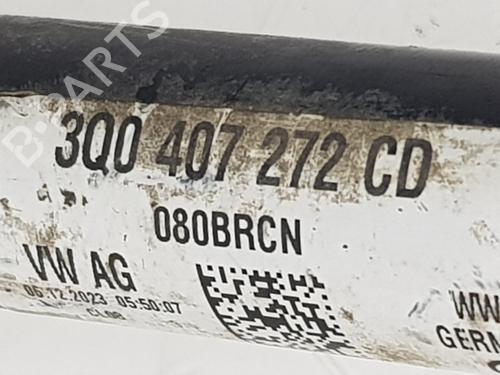 B-PARTS
3Q0 407 272 CD
080BRCN
VW AG
06.12.2023 05:50:07
WW
GERM